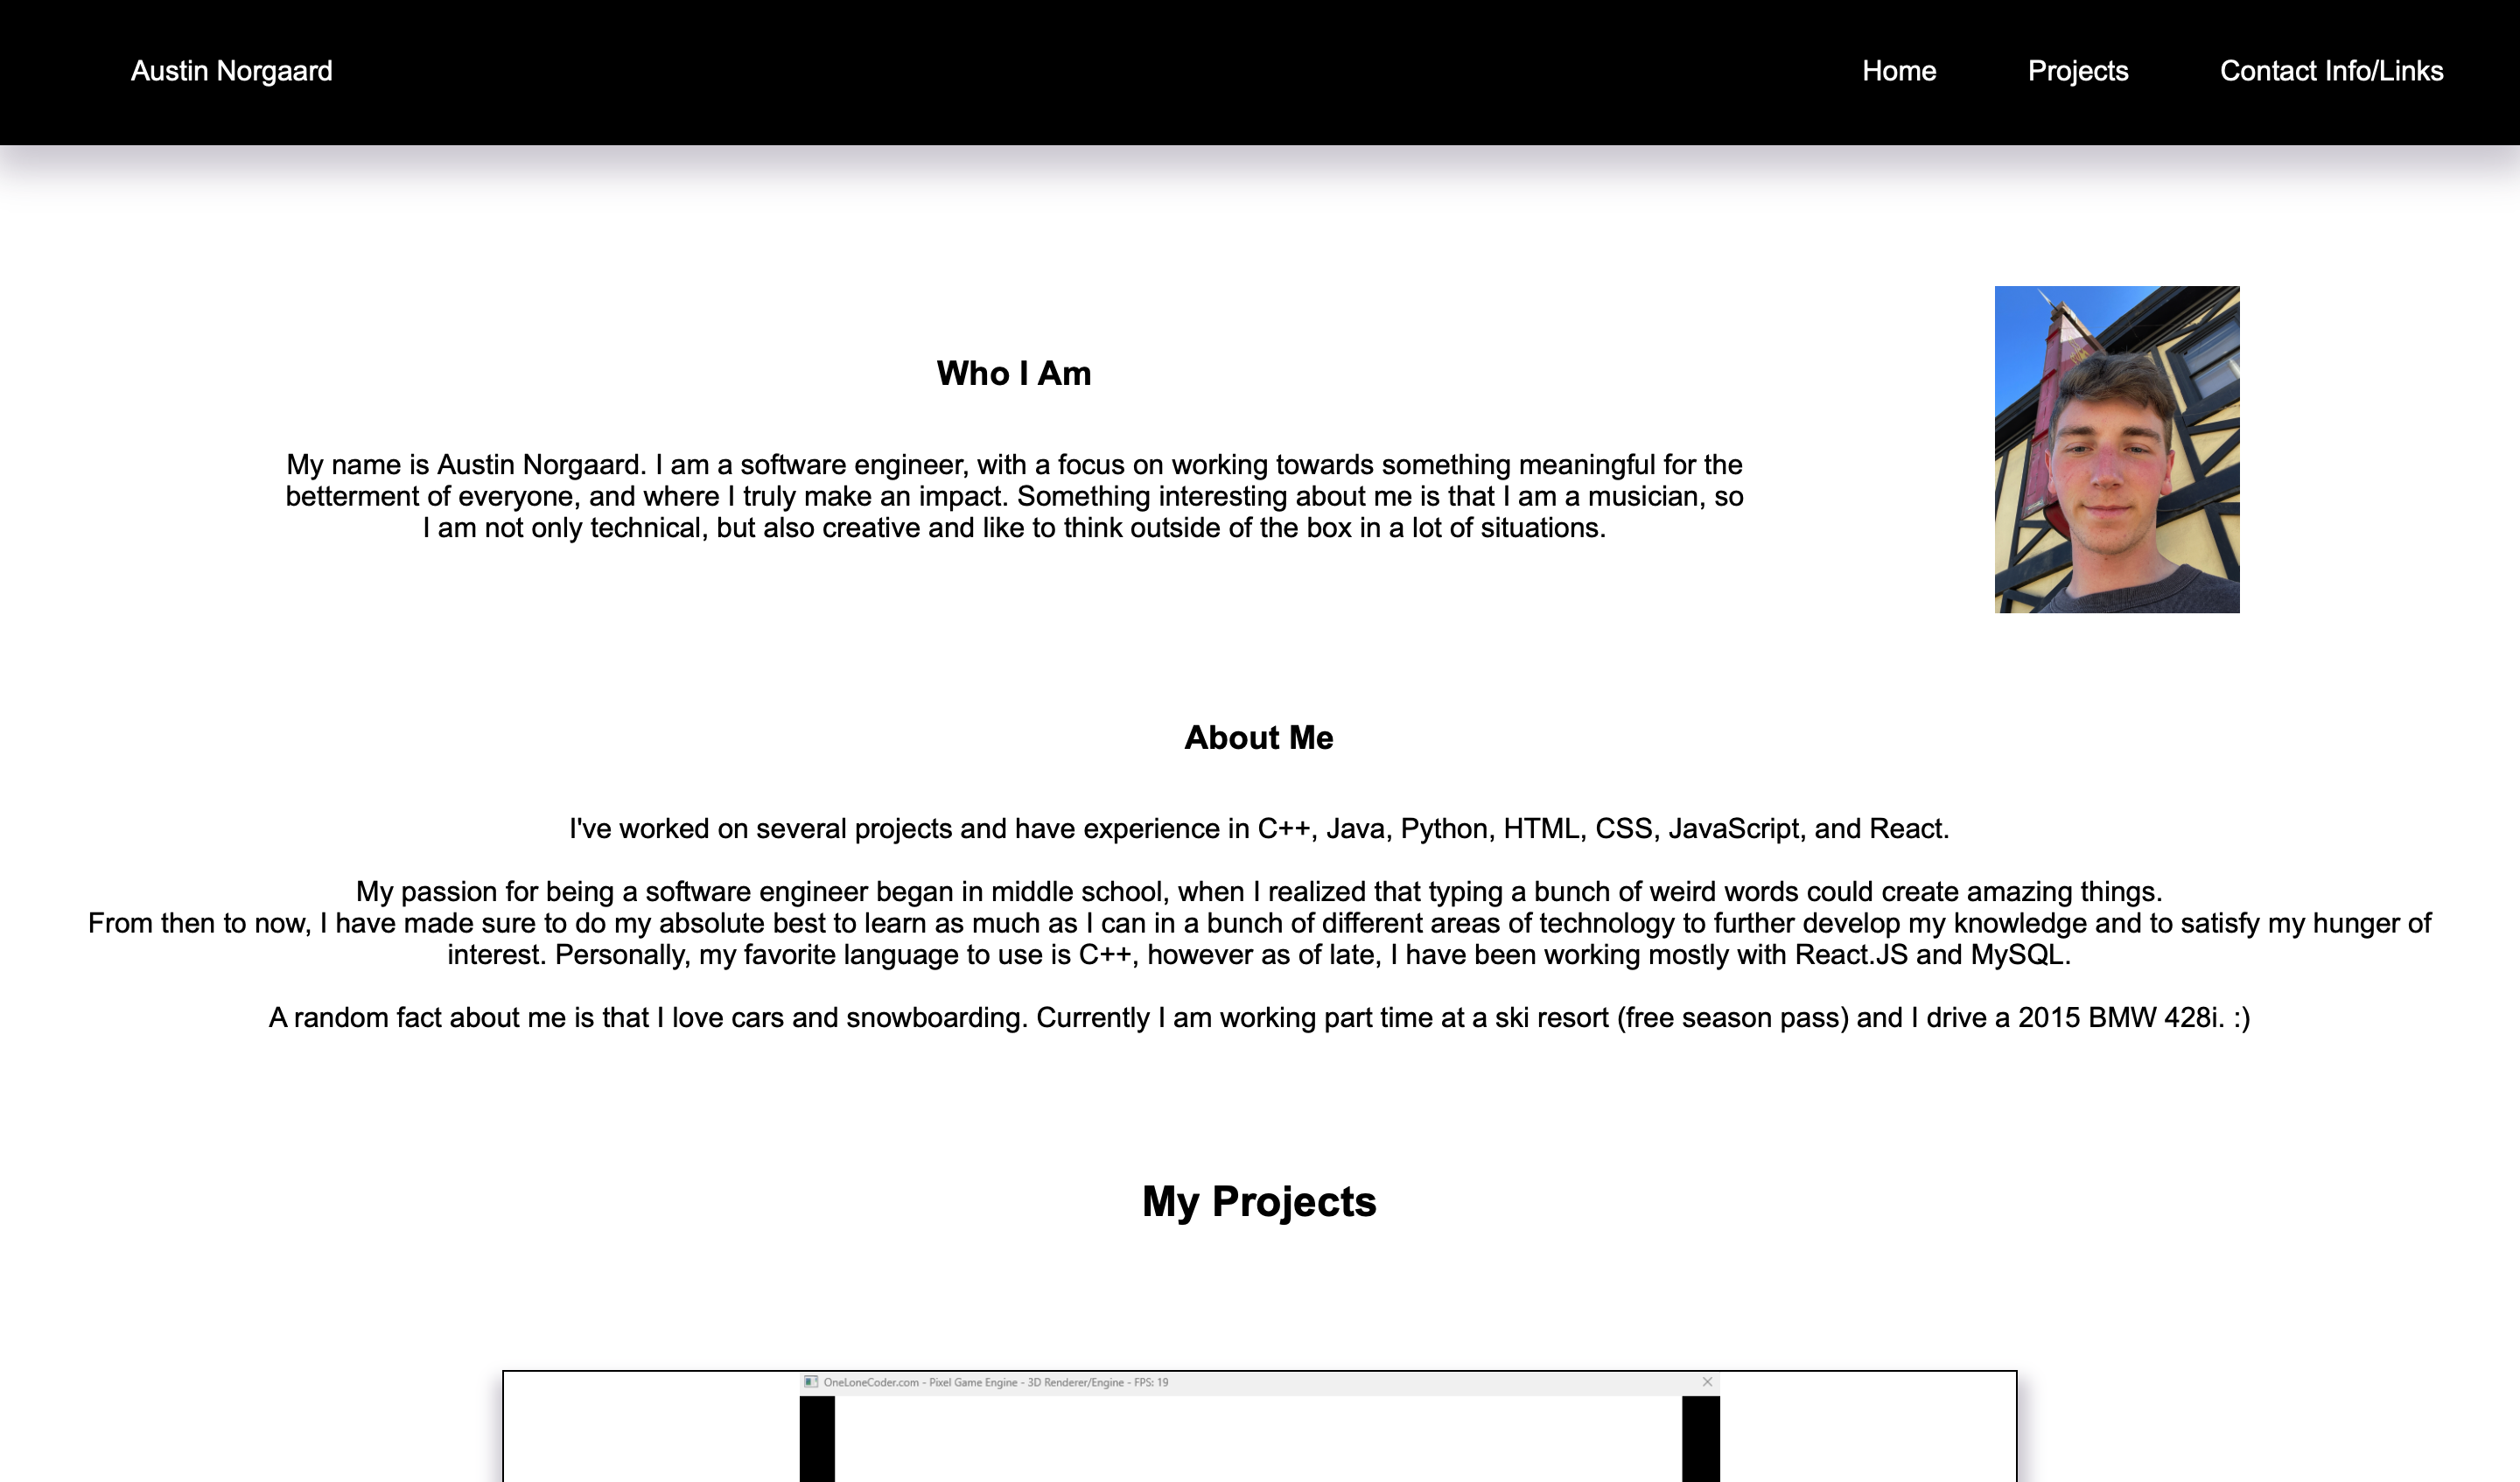 Austin Norgaard
Home
Projects
Contact Info/Links
Who I Am
My name is Austin Norgaard. I am a software engineer, with a focus on working towards something meaningful for the
betterment of everyone, and where I truly make an impact. Something interesting about me is that I am a musician, so
I am not only technical, but also creative and like to think outside of the box in a lot of situations.
About Me
I've worked on several projects and have experience in C++, Java, Python, HTML, CSS, JavaScript, and React.
My passion for being a software engineer began in middle school, when I realized that typing a bunch of weird words could create amazing things.
From then to now, I have made sure to do my absolute best to learn as much as I can in a bunch of different areas of technology to further develop my knowledge and to satisfy my hunger of
interest. Personally, my favorite language to use is C++, however as of late, I have been working mostly with React.JS and MySQL.
A random fact about me is that I love cars and snowboarding. Currently I am working part time at a ski resort (free season pass) and I drive a 2015 BMW 428i. :)
My Projects
OneLoneCoder.com - Pixel Game Engine - 3D Renderer/Engine - FPS: 19